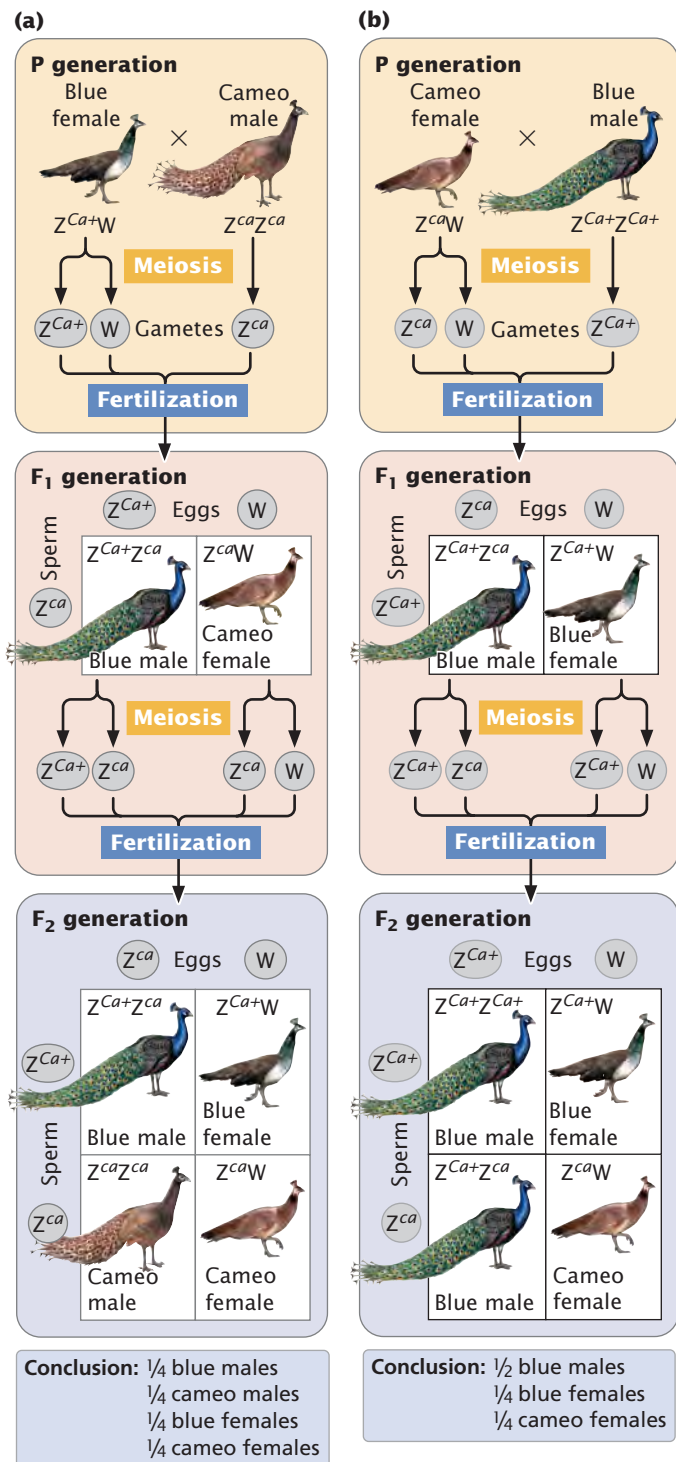 (a)
P generation
Blue
female
×
Cameo
male
Z^Ca+W
Z^caZ^ca
Meiosis
Z^Ca+
W
Gametes
Z^ca
Fertilization
F1 generation
Z^Ca+
Eggs
W
Sperm
Z^ca
Z^Ca+Z^ca
Blue male
Z^caW
Cameo
female
Meiosis
Z^Ca+
Z^ca
Z^ca
W
Fertilization
F2 generation
Z^ca
Eggs
W
Sperm
Z^Ca+
Z^Ca+Z^ca
Blue male
Z^Ca+W
Blue
female
Z^ca
Z^caZ^ca
Cameo
male
Z^caW
Cameo
female
Conclusion: 1/4 blue males
1/4 cameo males
1/4 blue females
1/4 cameo females
(b)
P generation
Cameo
female
×
Blue
male
Z^caW
Z^Ca+Z^Ca+
Meiosis
Z^ca
W
Gametes
Z^Ca+
Fertilization
F1 generation
Z^ca
Eggs
W
Sperm
Z^Ca+
Z^Ca+Z^ca
Blue male
Z^Ca+W
Blue
female
Meiosis
Z^Ca+
Z^ca
Z^Ca+
W
Fertilization
F2 generation
Z^Ca+
Eggs
W
Sperm
Z^Ca+
Z^Ca+Z^Ca+
Blue male
Z^Ca+W
Blue
female
Z^ca
Z^Ca+Z^ca
Blue male
Z^caW
Cameo
female
Conclusion: 1/2 blue males
1/4 blue females
1/4 cameo females